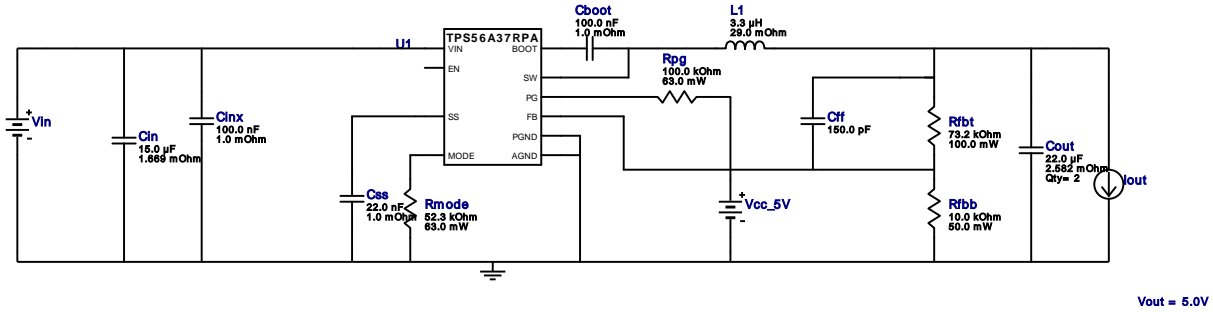 Cboot
100.0 nF
1.0 mOhm
L1
3.3 µH
29.0 mOhm
U1
TPS56A37RPA
VIN
BOOT
EN
SW
PG
SS
FB
PGND
MODE
AGND
Rpg
100.0 kOhm
63.0 mW
Vin
Cin
15.0 µF
1.669 mOhm
Cinx
100.0 nF
1.0 mOhm
Cff
150.0 pF
Rfbt
73.2 kOhm
100.0 mW
Cout
22.0 µF
2.582 mOhm
Qty= 2
Iout
Css
22.0 nF
1.0 mOhm
Rmode
52.3 kOhm
63.0 mW
Vcc_5V
Rfbb
10.0 kOhm
50.0 mW
Vout = 5.0V